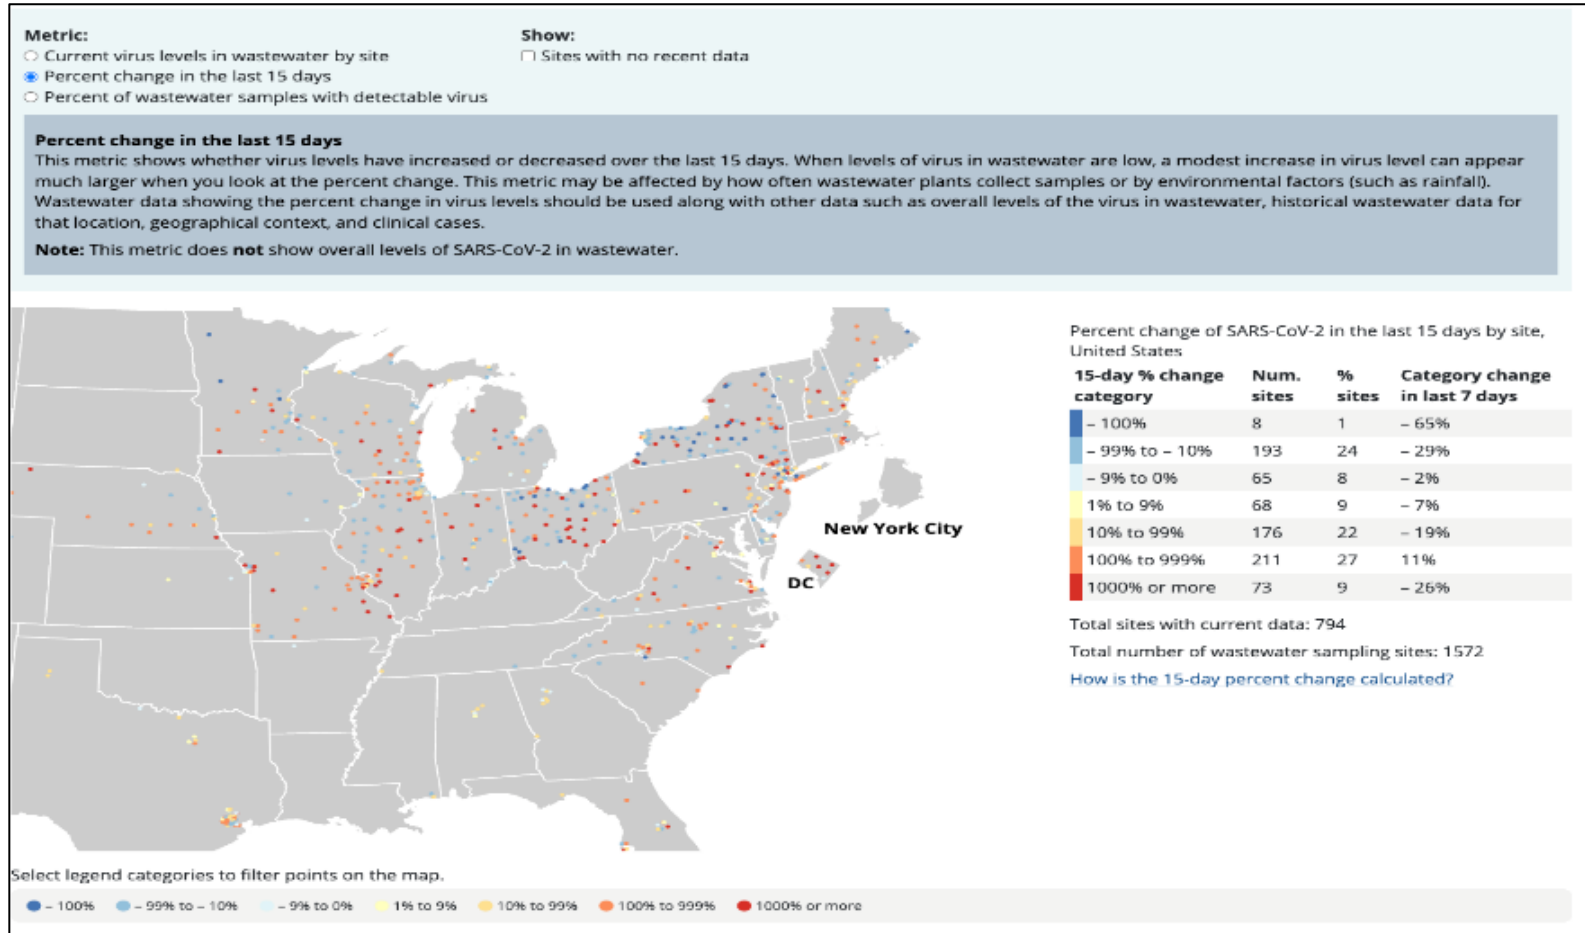 Metric:
Show:
Current virus levels in wastewater by site
Sites with no recent data
Percent change in the last 15 days
Percent of wastewater samples with detectable virus
Percent change in the last 15 days
This metric shows whether virus levels have increased or decreased over the last 15 days. When levels of virus in wastewater are low, a modest increase in virus level can appear
much larger when you look at the percent change. This metric may be affected by how often wastewater plants collect samples or by environmental factors (such as rainfall).
Wastewater data showing the percent change in virus levels should be used along with other data such as overall levels of the virus in wastewater, historical wastewater data for
that location, geographical context, and clinical cases.
Note: This metric does not show overall levels of SARS-CoV-2 in wastewater.
New York City
DC
Percent change of SARS-CoV-2 in the last 15 days by site,
United States
15-day % change category Num. sites % sites Category change in last 7 days
– 100% 8 1 – 65%
– 99% to – 10% 193 24 – 29%
– 9% to 0% 65 8 – 2%
1% to 9% 68 9 – 7%
10% to 99% 176 22 – 19%
100% to 999% 211 27 11%
1000% or more 73 9 – 26%
Total sites with current data: 794
Total number of wastewater sampling sites: 1572
How is the 15-day percent change calculated?
Select legend categories to filter points on the map.
– 100% – 99% to – 10% – 9% to 0% 1% to 9% 10% to 99% 100% to 999% 1000% or more